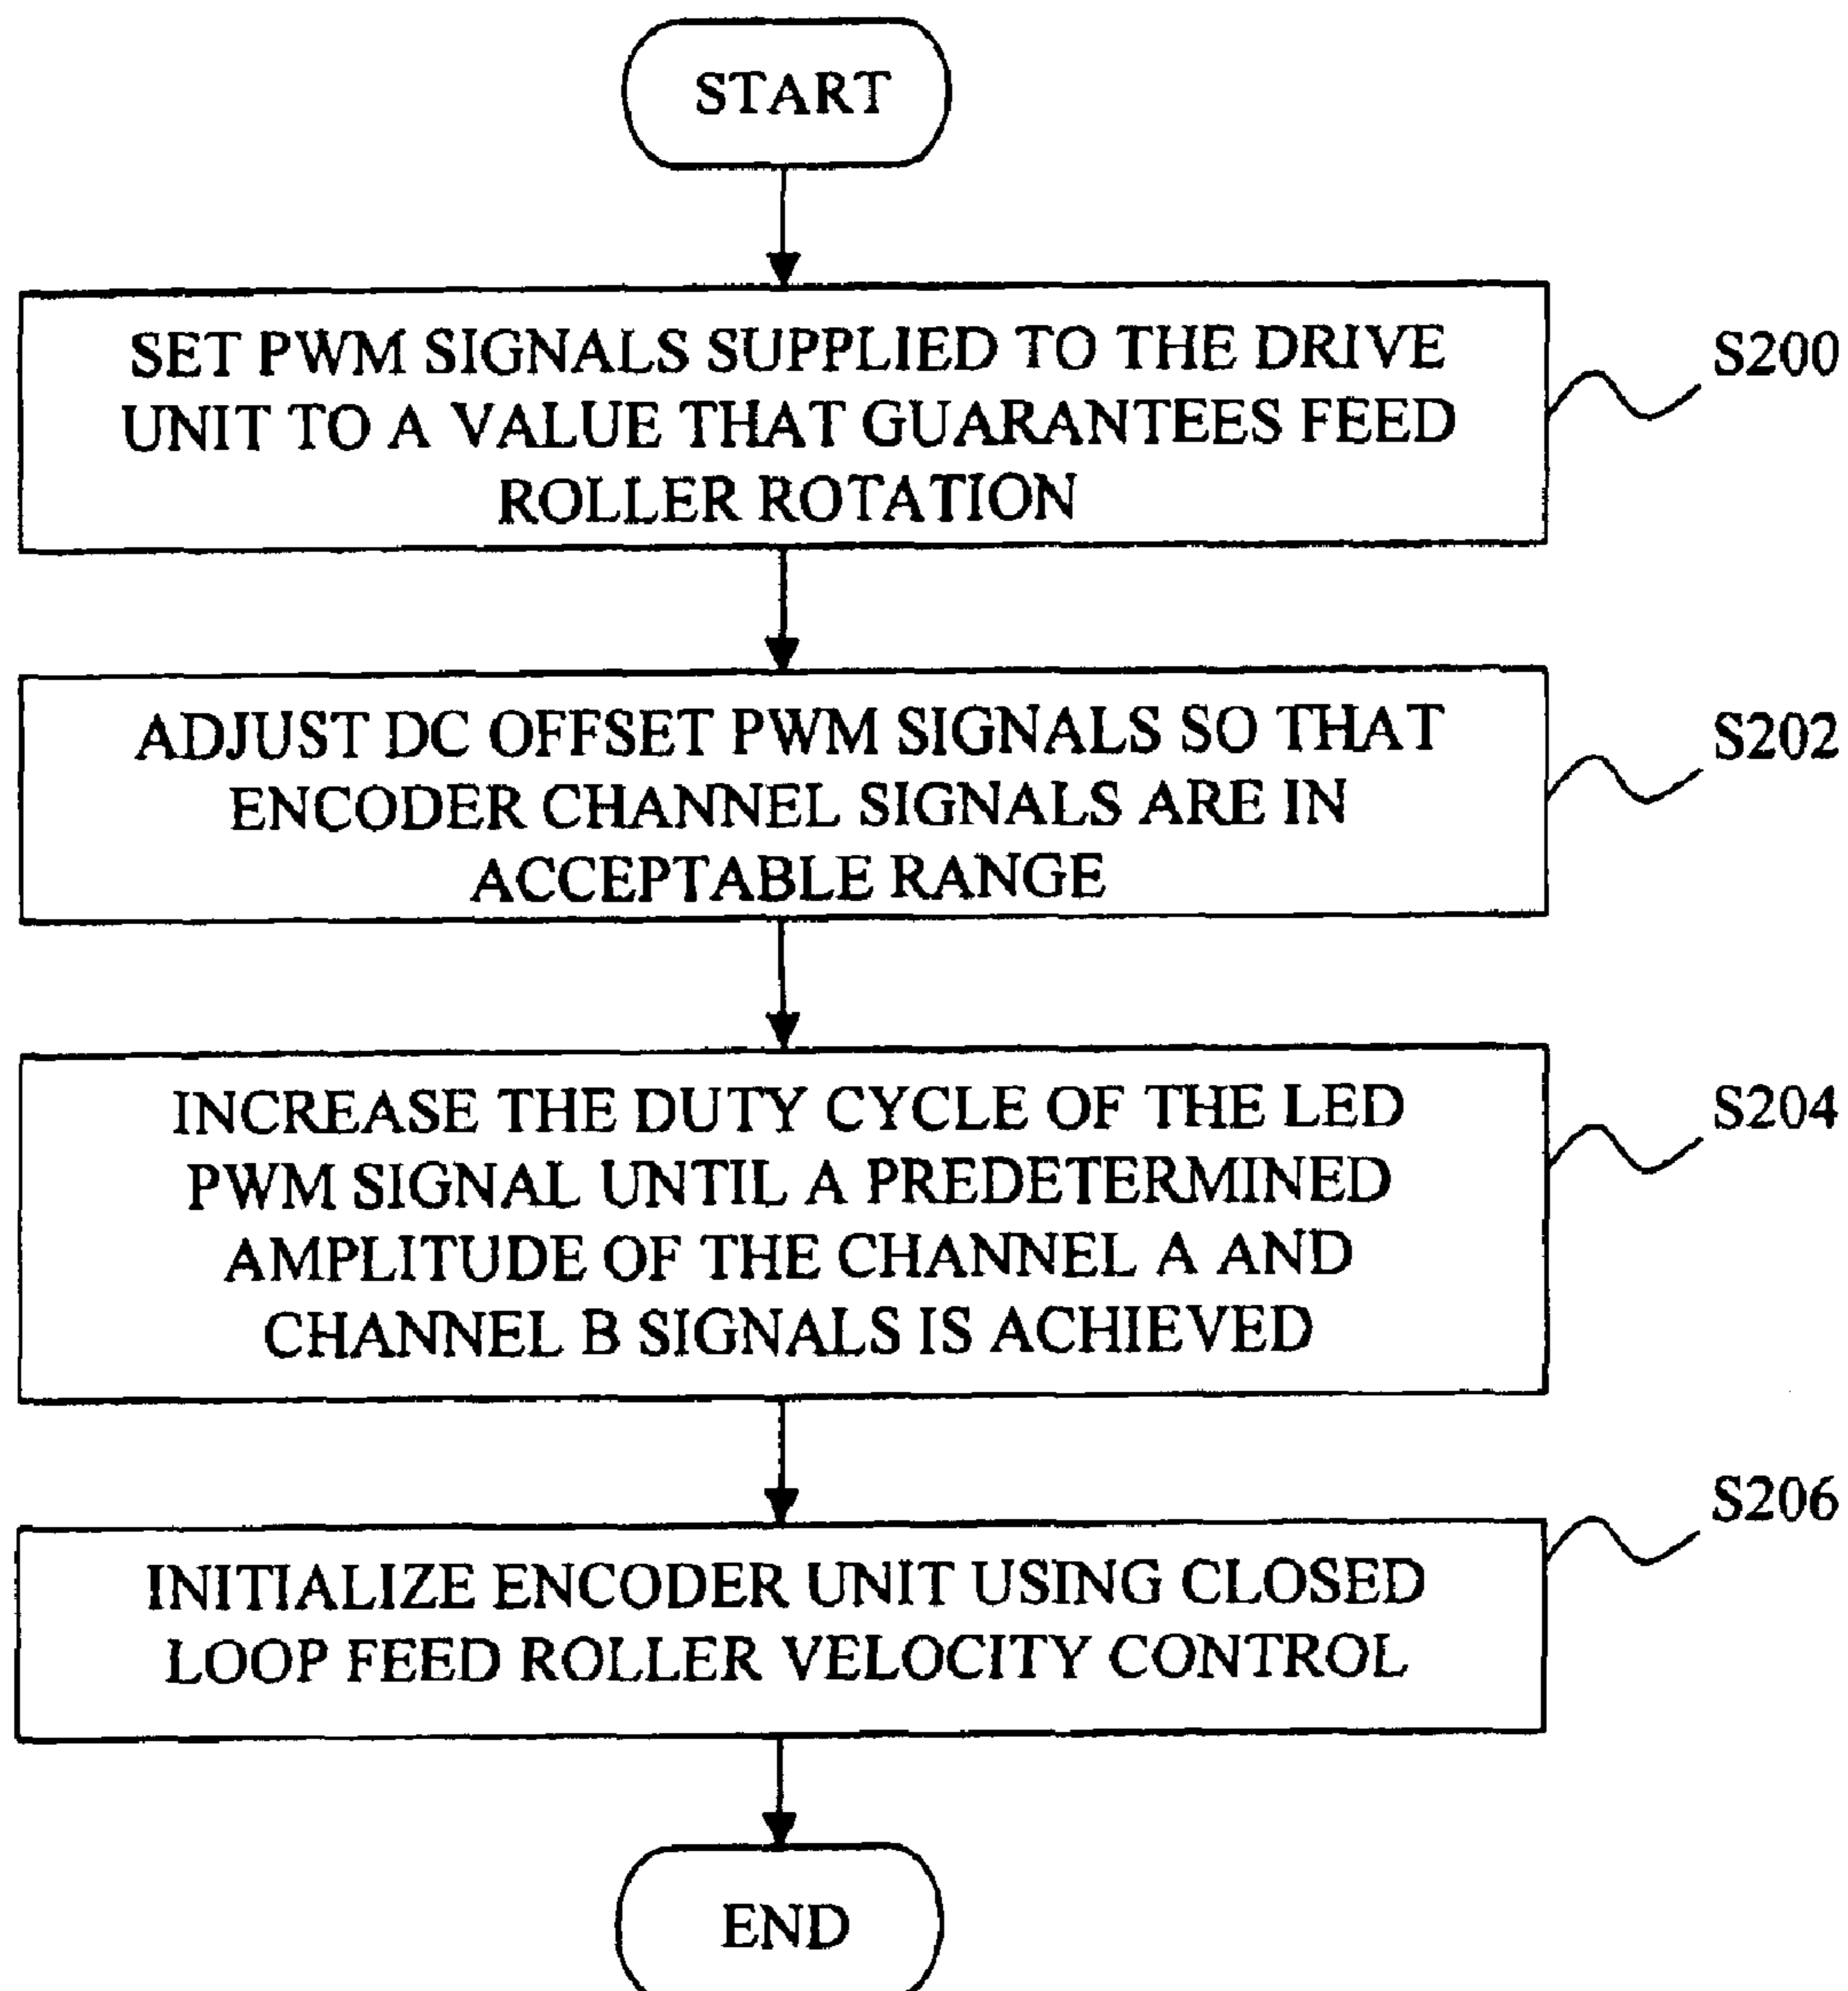 START
SET PWM SIGNALS SUPPLIED TO THE DRIVE
UNIT TO A VALUE THAT GUARANTEES FEED
ROLLER ROTATION
S200
ADJUST DC OFFSET PWM SIGNALS SO THAT
ENCODER CHANNEL SIGNALS ARE IN
ACCEPTABLE RANGE
S202
INCREASE THE DUTY CYCLE OF THE LED
PWM SIGNAL UNTIL A PREDETERMINED
AMPLITUDE OF THE CHANNEL A AND
CHANNEL B SIGNALS IS ACHIEVED
S204
INITIALIZE ENCODER UNIT USING CLOSED
LOOP FEED ROLLER VELOCITY CONTROL
S206
END